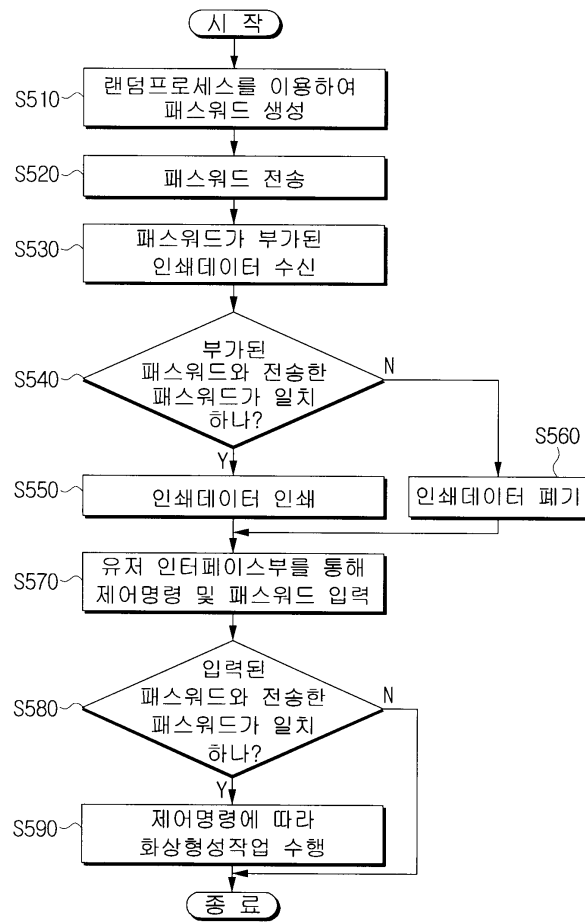 시 작
S510
랜덤프로세스를 이용하여
패스워드 생성
S520
패스워드 전송
S530
패스워드가 부가된
인쇄데이터 수신
S540
부가된
패스워드와 전송한
패스워드가 일치
하나?
N
Y
S550
인쇄데이터 인쇄
S560
인쇄데이터 폐기
S570
유저 인터페이스부를 통해
제어명령 및 패스워드 입력
S580
입력된
패스워드와 전송한
패스워드가 일치
하나?
N
Y
S590
제어명령에 따라
화상형성작업 수행
종 료